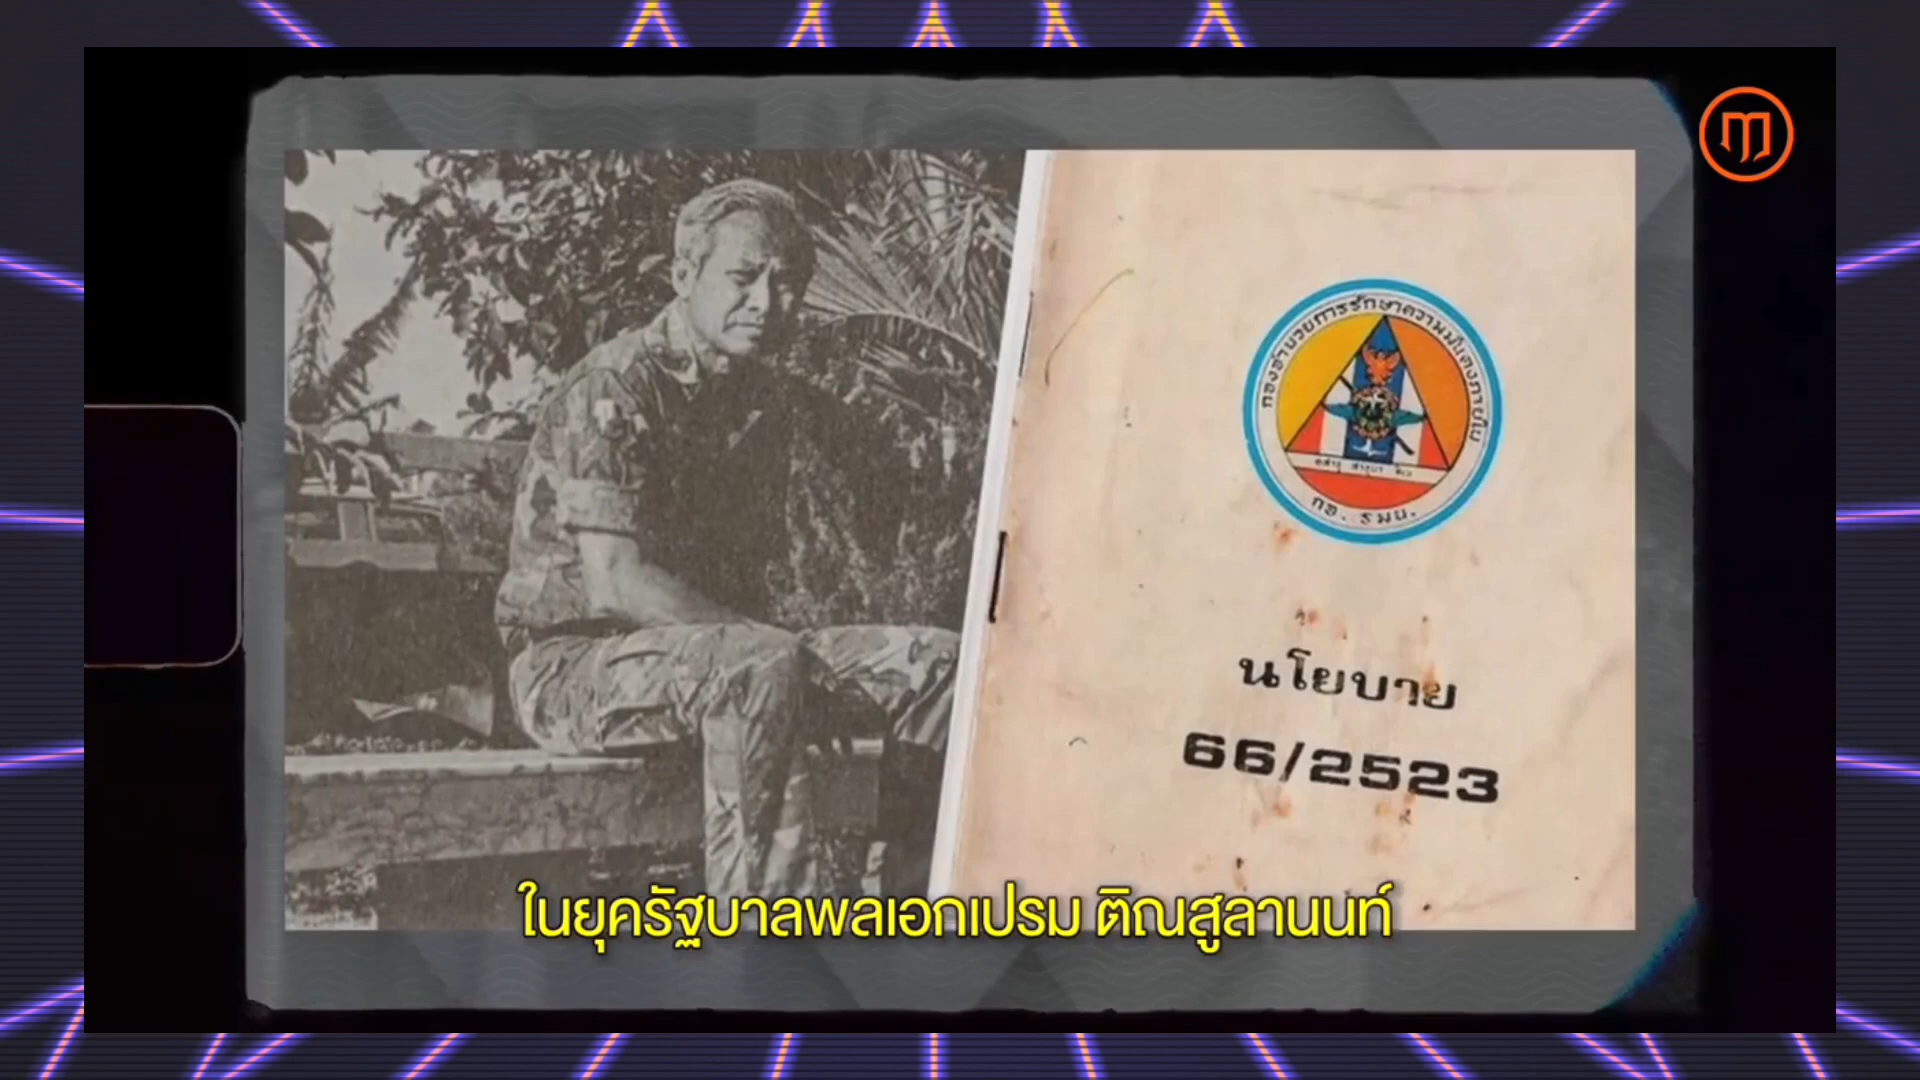 กองอำนวยการรักษาความมั่นคงภายใน
กอ. รมน.
นโยบาย
66/2523
ในยุครัฐบาลพลเอกเปรม ติณสูลานนท์